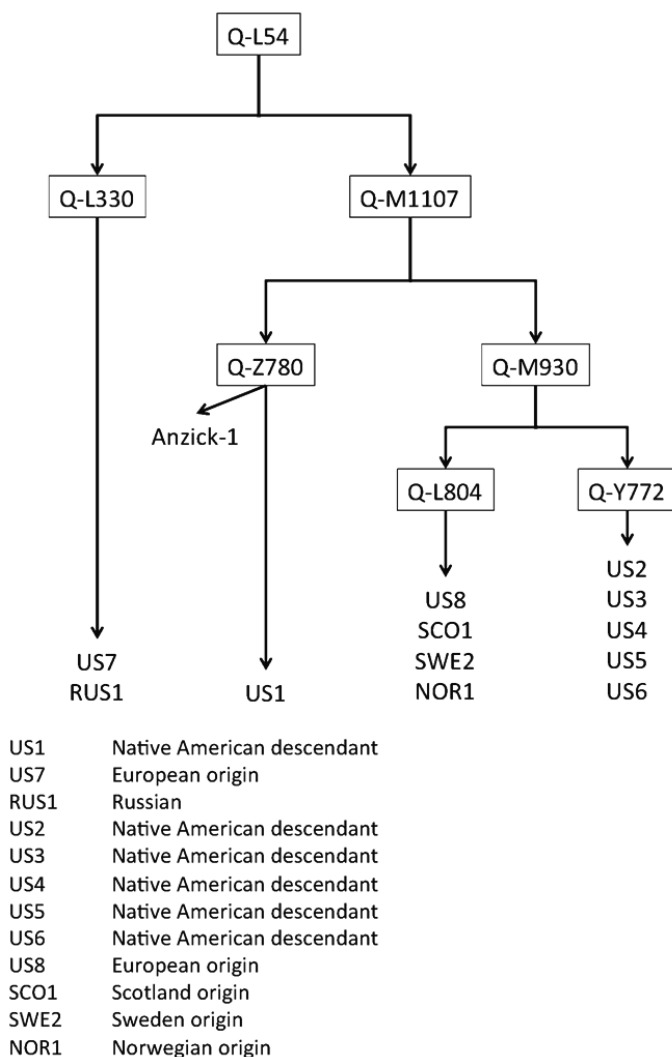 Q-L54
Q-L330
Q-M1107
Q-Z780
Q-M930
Anzick-1
Q-L804
Q-Y772
US7
RUS1
US1
US8
SCO1
SWE2
NOR1
US2
US3
US4
US5
US6
US1 Native American descendant
US7 European origin
RUS1 Russian
US2 Native American descendant
US3 Native American descendant
US4 Native American descendant
US5 Native American descendant
US6 Native American descendant
US8 European origin
SCO1 Scotland origin
SWE2 Sweden origin
NOR1 Norwegian origin